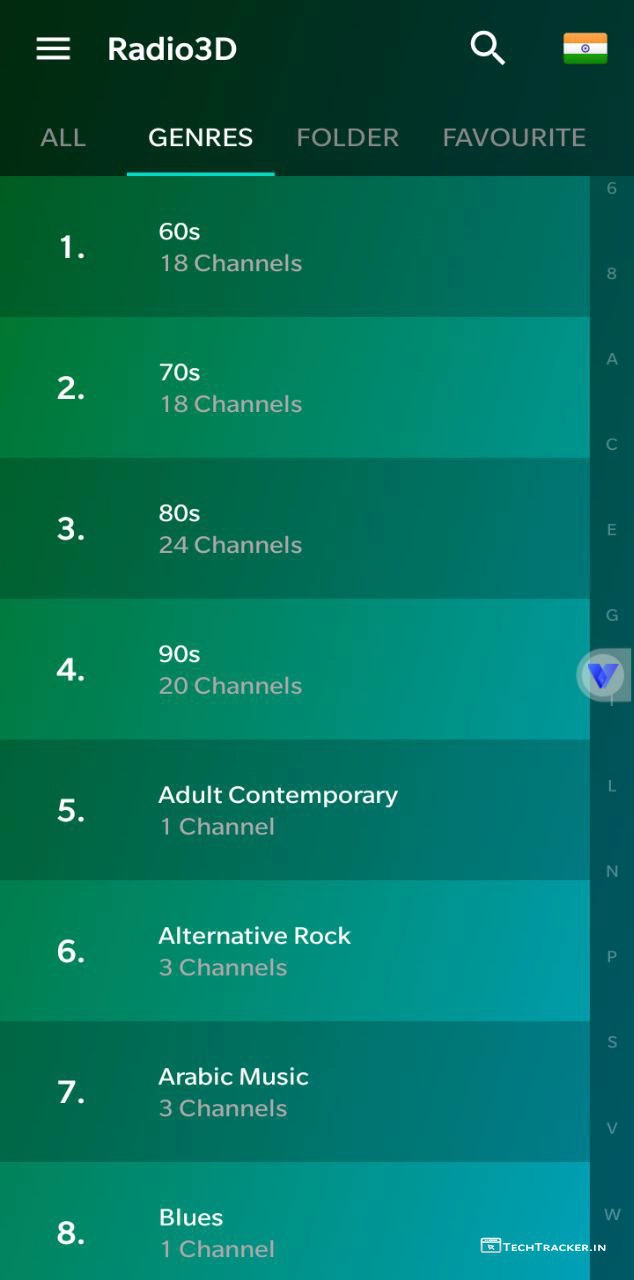 Radio3D
ALL GENRES FOLDER FAVOURITE
1.
60s
18 Channels
2.
70s
18 Channels
3.
80s
24 Channels
4.
90s
20 Channels
5.
Adult Contemporary
1 Channel
6.
Alternative Rock
3 Channels
7.
Arabic Music
3 Channels
8.
Blues
1 Channel
6
8
A
C
E
G
L
N
P
S
V
W
TECHTRACKER.IN